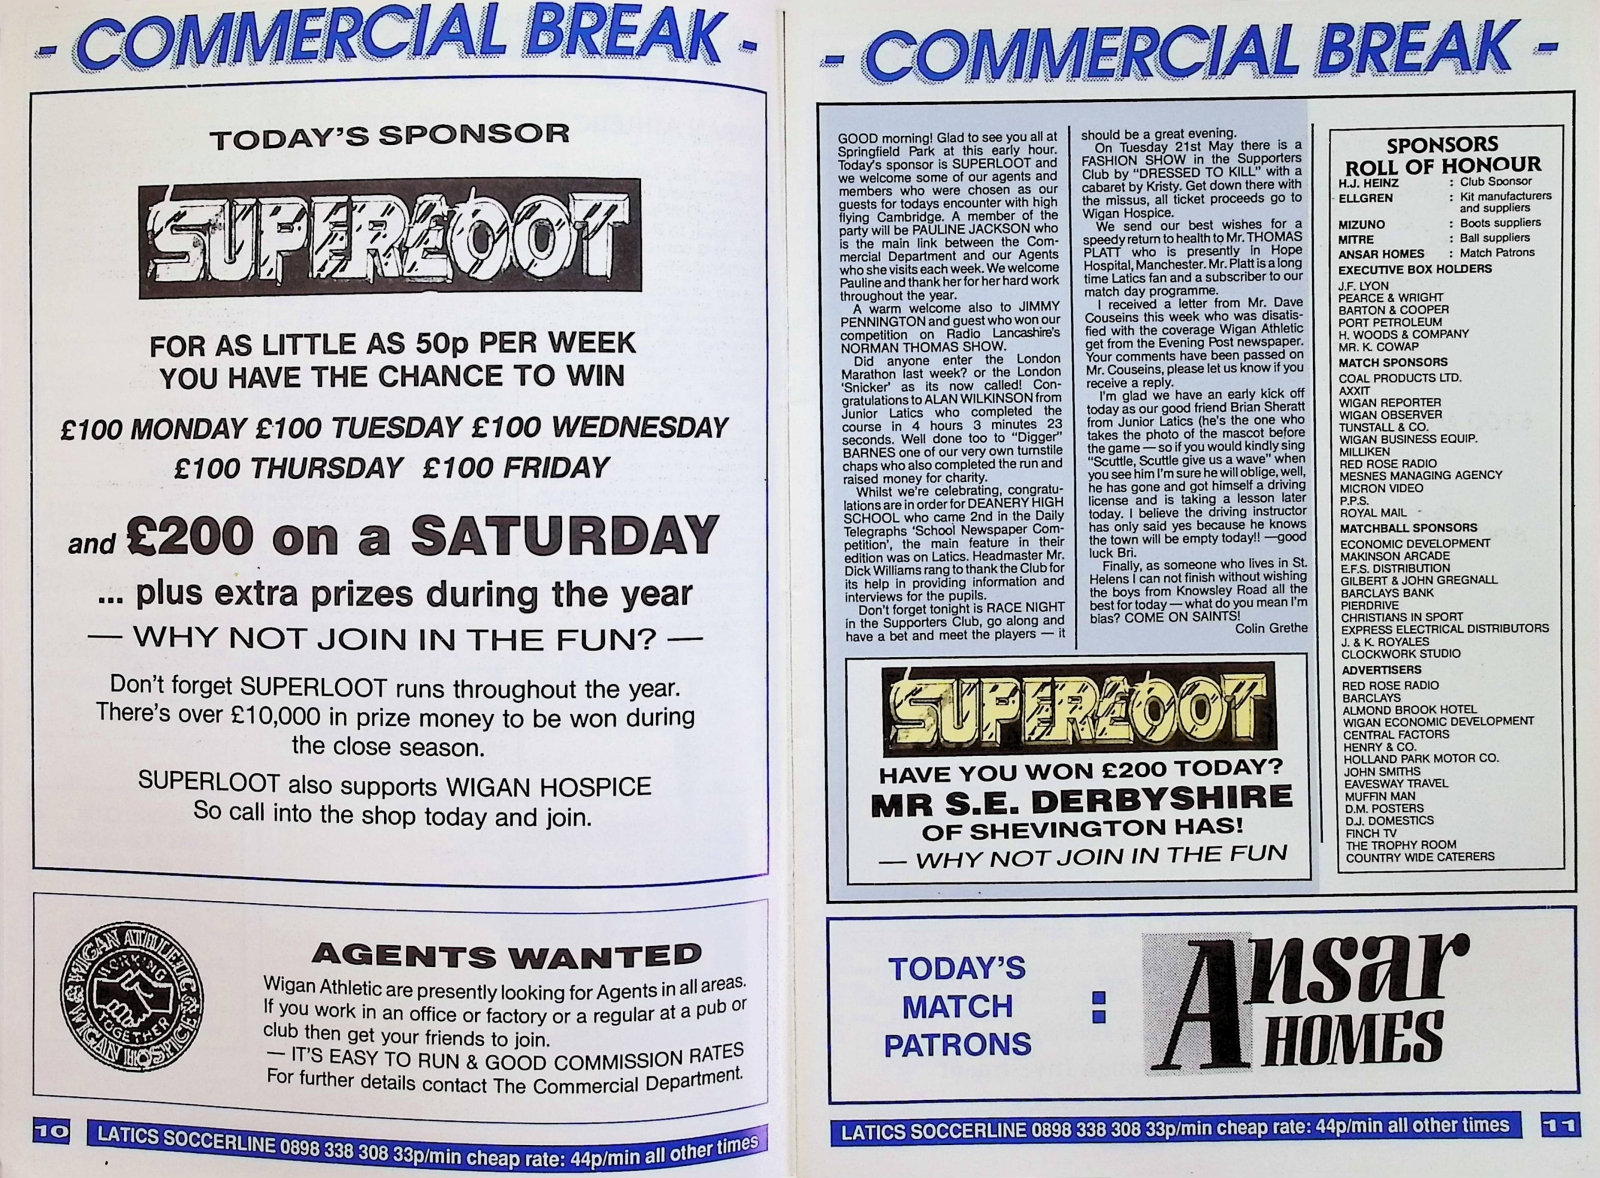 - COMMERCIAL BREAK -
TODAY'S SPONSOR
SUPERLOOT
FOR AS LITTLE AS 50p PER WEEK
YOU HAVE THE CHANCE TO WIN
£100 MONDAY £100 TUESDAY £100 WEDNESDAY
£100 THURSDAY £100 FRIDAY
and £200 on a SATURDAY
... plus extra prizes during the year
— WHY NOT JOIN IN THE FUN? —
Don't forget SUPERLOOT runs throughout the year.
There's over £10,000 in prize money to be won during
the close season.
SUPERLOOT also supports WIGAN HOSPICE
So call into the shop today and join.
WIGAN ATHLETIC
WORKING
TOGETHER
WIGAN HOSPICE
AGENTS WANTED
Wigan Athletic are presently looking for Agents in all areas.
If you work in an office or factory or a regular at a pub or
club then get your friends to join.
— IT'S EASY TO RUN & GOOD COMMISSION RATES
For further details contact The Commercial Department.
10 LATICS SOCCERLINE 0898 338 308 33p/min cheap rate: 44p/min all other times
- COMMERCIAL BREAK -
GOOD morning! Glad to see you all at
Springfield Park at this early hour.
Today's sponsor is SUPERLOOT and
we welcome some of our agents and
members who were chosen as our
guests for todays encounter with high
flying Cambridge. A member of the
party will be PAULINE JACKSON who
is the main link between the Com-
mercial Department and our Agents
who she visits each week. We welcome
Pauline and thank her for her hard work
throughout the year.
A warm welcome also to JIMMY
PENNINGTON and guest who won our
competition on Radio Lancashire's
NORMAN THOMAS SHOW.
Did anyone enter the London
Marathon last week? or the London
'Snicker' as its now called! Con-
gratulations to ALAN WILKINSON from
Junior Latics who completed the
course in 4 hours 3 minutes 23
seconds. Well done too to "Digger"
BARNES one of our very own turnstile
chaps who also completed the run and
raised money for charity.
Whilst we're celebrating, congratu-
lations are in order for DEANERY HIGH
SCHOOL who came 2nd in the Daily
Telegraphs 'School Newspaper Com-
petition', the main feature in their
edition was on Latics. Headmaster Mr.
Dick Williams rang to thank the Club for
its help in providing information and
interviews for the pupils.
Don't forget tonight is RACE NIGHT
in the Supporters Club, go along and
have a bet and meet the players — it
should be a great evening.
On Tuesday 21st May there is a
FASHION SHOW in the Supporters
Club by "DRESSED TO KILL" with a
cabaret by Kristy. Get down there with
the missus, all ticket proceeds go to
Wigan Hospice.
We send our best wishes for a
speedy return to health to Mr. THOMAS
PLATT who is presently in Hope
Hospital, Manchester. Mr. Platt is a long
time Latics fan and a subscriber to our
match day programme.
I received a letter from Mr. Dave
Couseins this week who was disatis-
fied with the coverage Wigan Athletic
get from the Evening Post newspaper.
Your comments have been passed on
Mr. Couseins, please let us know if you
receive a reply.
I'm glad we have an early kick off
today as our good friend Brian Sheratt
from Junior Latics (he's the one who
takes the photo of the mascot before
the game — so if you would kindly sing
"Scuttle, Scuttle give us a wave" when
you see him I'm sure he will oblige, well,
he has gone and got himself a driving
license and is taking a lesson later
today. I believe the driving instructor
has only said yes because he knows
the town will be empty today!! —good
luck Bri.
Finally, as someone who lives in St.
Helens I can not finish without wishing
the boys from Knowsley Road all the
best for today — what do you mean I'm
bias? COME ON SAINTS!
Colin Grethe
SUPERLOOT
HAVE YOU WON £200 TODAY?
MR S.E. DERBYSHIRE
OF SHEVINGTON HAS!
— WHY NOT JOIN IN THE FUN
SPONSORS
ROLL OF HONOUR
H.J. HEINZ : Club Sponsor
ELLGREN : Kit manufacturers
and suppliers
MIZUNO : Boots suppliers
MITRE : Ball suppliers
ANSAR HOMES : Match Patrons
EXECUTIVE BOX HOLDERS
J.F. LYON
PEARCE & WRIGHT
BARTON & COOPER
PORT PETROLEUM
H. WOODS & COMPANY
MR. K. COWAP
MATCH SPONSORS
COAL PRODUCTS LTD.
AXXIT
WIGAN REPORTER
WIGAN OBSERVER
TUNSTALL & CO.
WIGAN BUSINESS EQUIP.
MILLIKEN
RED ROSE RADIO
MESNES MANAGING AGENCY
MICRON VIDEO
P.P.S.
ROYAL MAIL
MATCHBALL SPONSORS
ECONOMIC DEVELOPMENT
MAKINSON ARCADE
E.F.S. DISTRIBUTION
GILBERT & JOHN GREGNALL
BARCLAYS BANK
PIERDRIVE
CHRISTIANS IN SPORT
EXPRESS ELECTRICAL DISTRIBUTORS
J. & K. ROYALES
CLOCKWORK STUDIO
ADVERTISERS
RED ROSE RADIO
BARCLAYS
ALMOND BROOK HOTEL
WIGAN ECONOMIC DEVELOPMENT
CENTRAL FACTORS
HENRY & CO.
HOLLAND PARK MOTOR CO.
JOHN SMITHS
EAVESWAY TRAVEL
MUFFIN MAN
D.M. POSTERS
D.J. DOMESTICS
FINCH TV
THE TROPHY ROOM
COUNTRY WIDE CATERERS
TODAY'S
MATCH
PATRONS :
Ansar
HOMES
LATICS SOCCERLINE 0898 338 308 33p/min cheap rate: 44p/min all other times 11